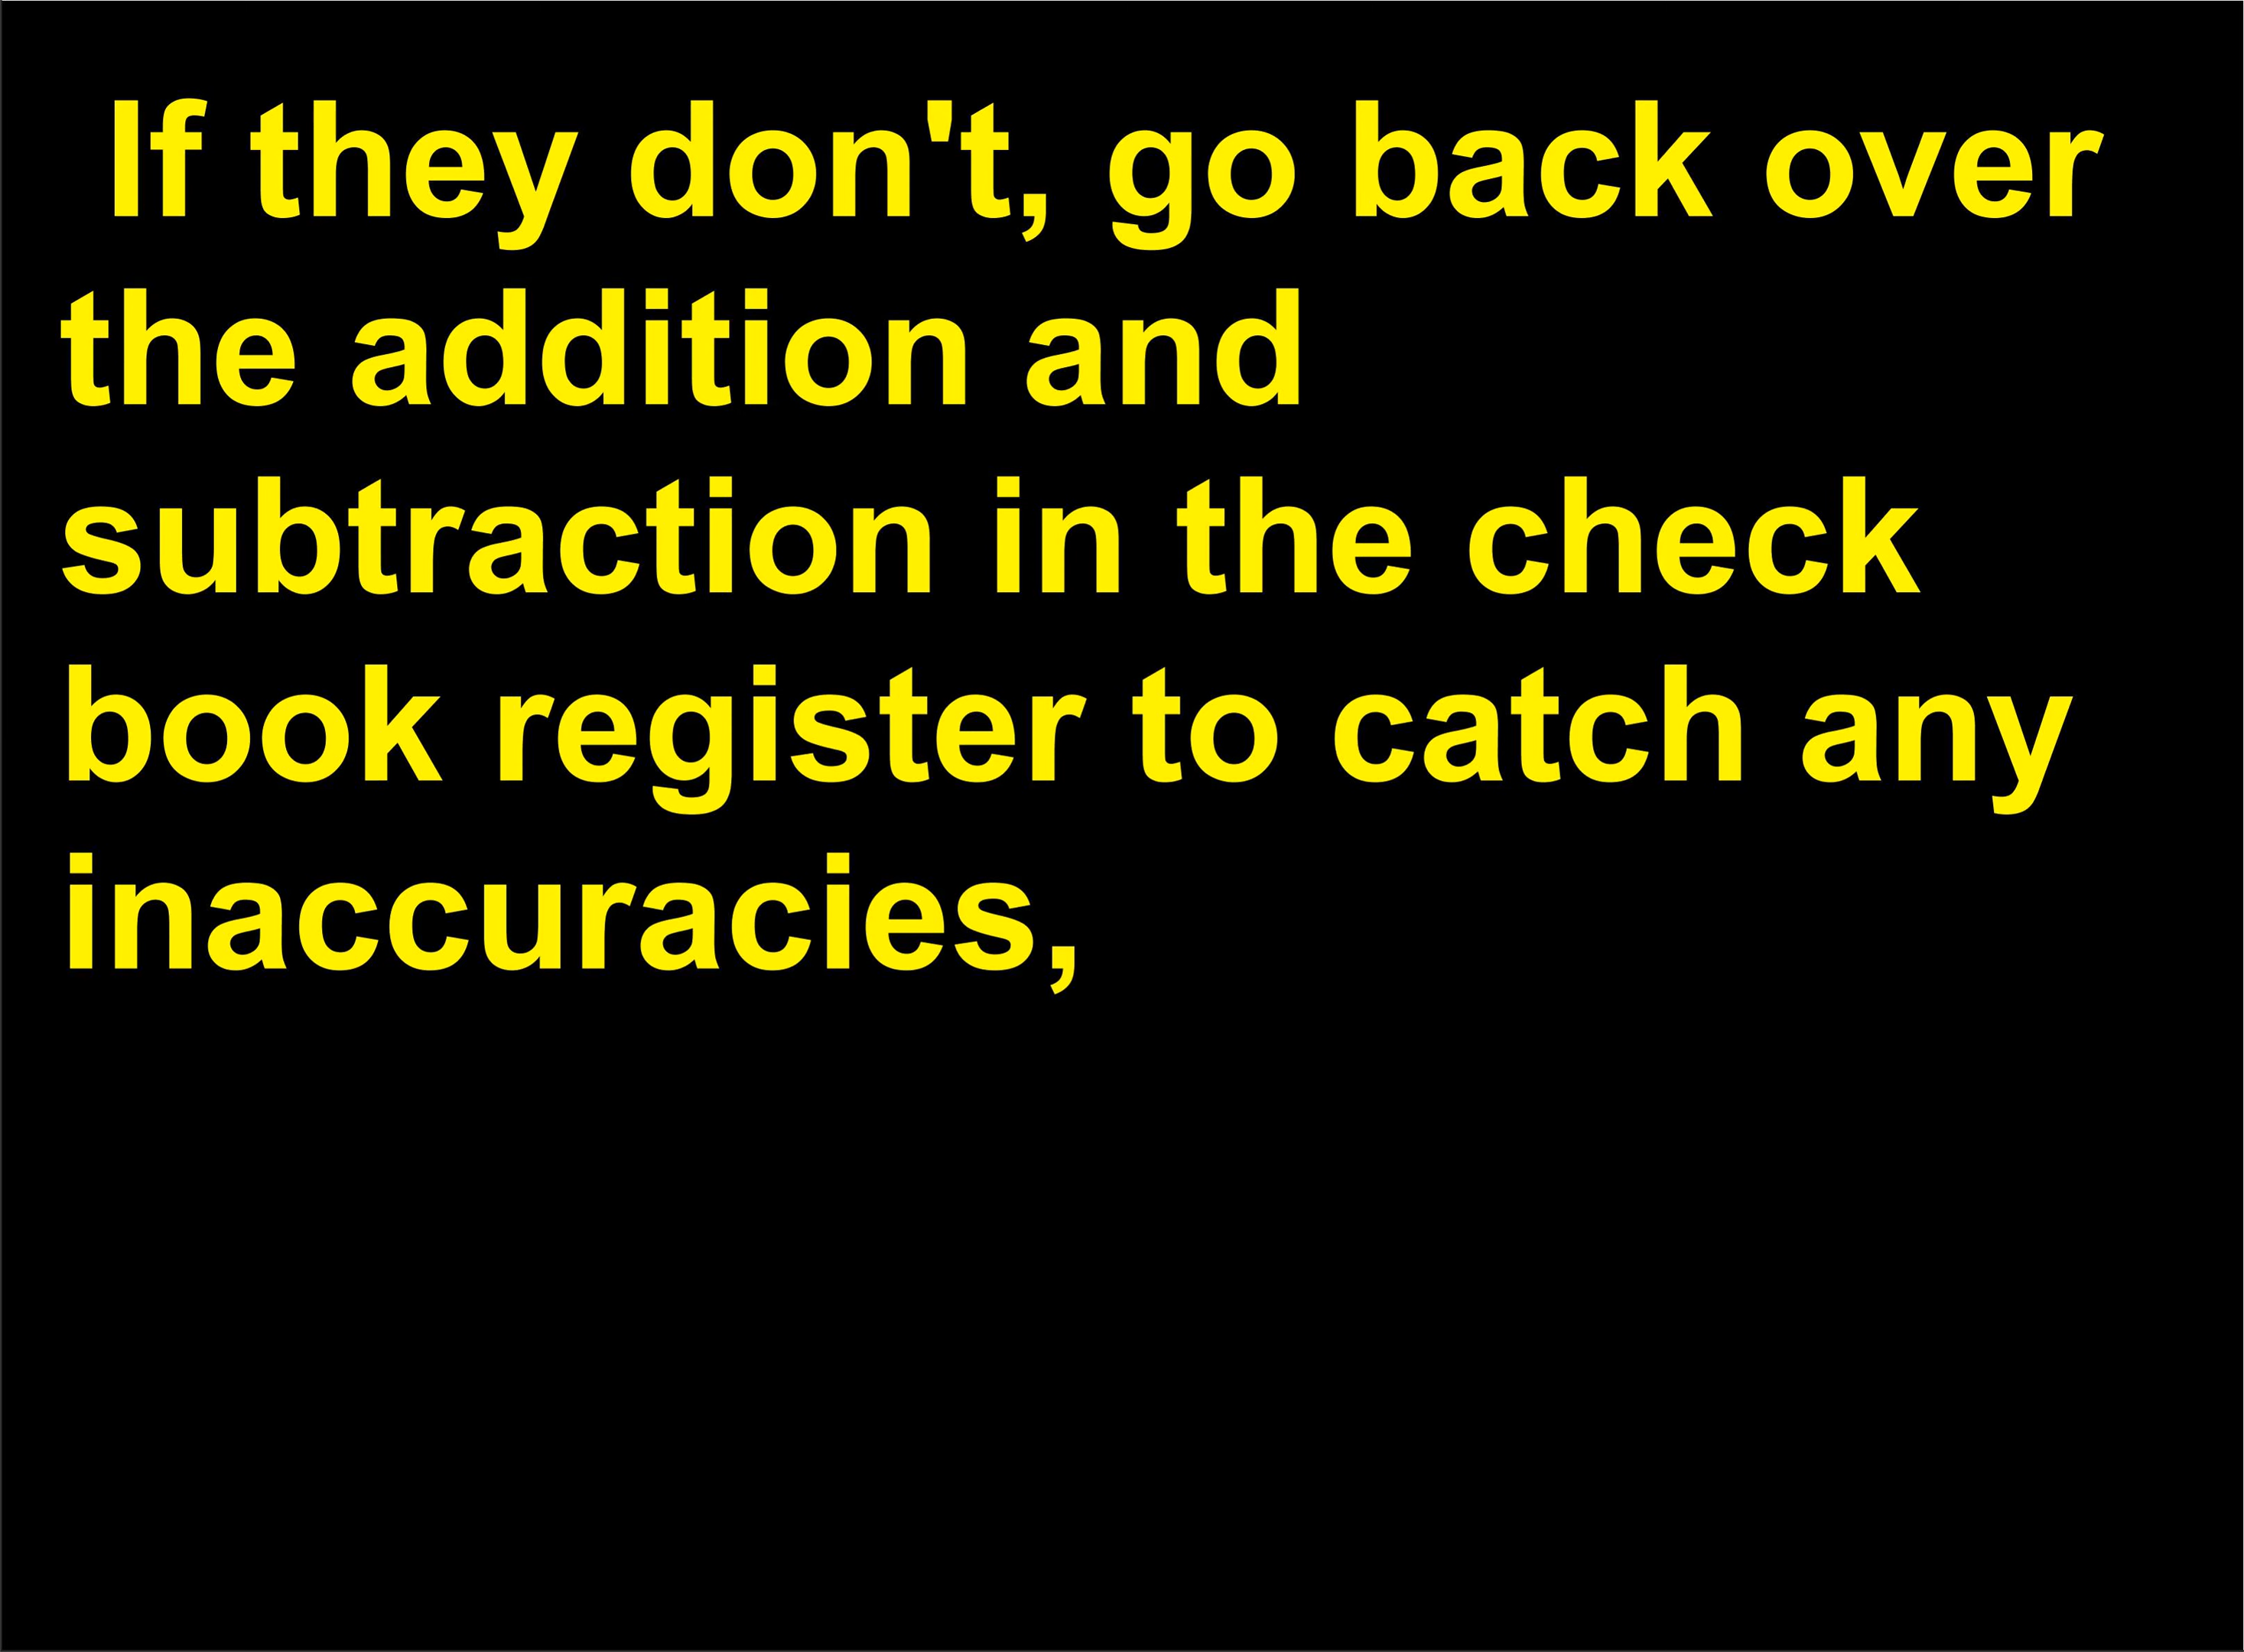 If they don't, go back over
the addition and
subtraction in the check
book register to catch any
inaccuracies,